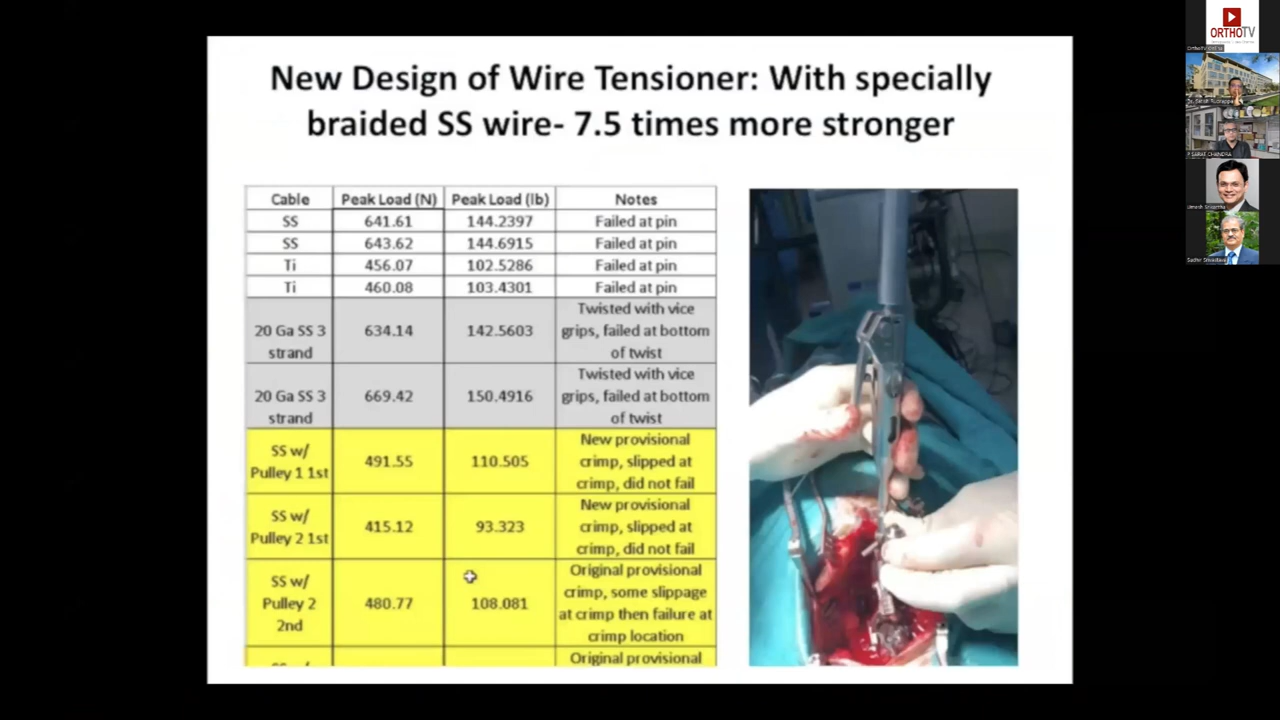 New Design of Wire Tensioner: With specially
braided SS wire- 7.5 times more stronger
Cable Peak Load (N) Peak Load (lb) Notes
SS 641.61 144.2397 Failed at pin
SS 643.62 144.6915 Failed at pin
Ti 456.07 102.5286 Failed at pin
Ti 460.08 103.4301 Failed at pin
20 Ga SS 3 strand 634.14 142.5603 Twisted with vice grips, failed at bottom of twist
20 Ga SS 3 strand 669.42 150.4916 Twisted with vice grips, failed at bottom of twist
SS w/ Pulley 1 1st 491.55 110.505 New provisional crimp, slipped at crimp, did not fail
SS w/ Pulley 2 1st 415.12 93.323 New provisional crimp, slipped at crimp, did not fail
SS w/ Pulley 2 2nd 480.77 108.081 Original provisional crimp, some slippage at crimp then failure at crimp location
Original provisional
ORTHOTV
P SARAT CHANDRA